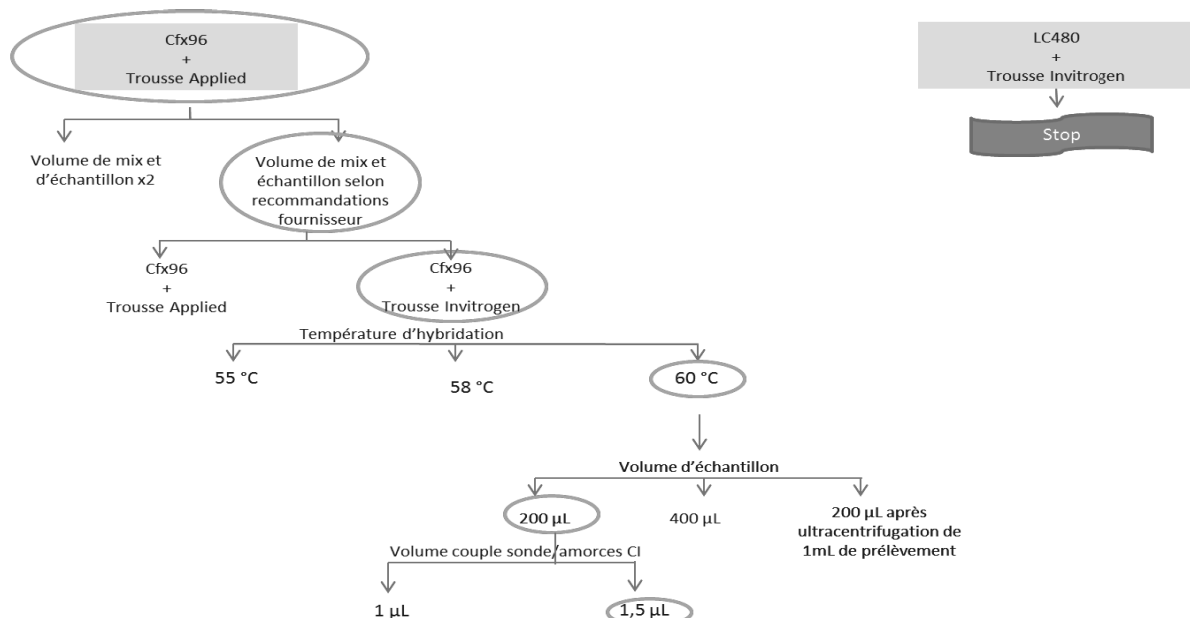 Cfx96
+
Trousse Applied
LC480
+
Trousse Invitrogen
Stop
Volume de mix et
d’échantillon x2
Volume de mix et
échantillon selon
recommandations
fournisseur
Cfx96
+
Trousse Applied
Cfx96
+
Trousse Invitrogen
Température d’hybridation
55 °C
58 °C
60 °C
Volume d’échantillon
200 µL
400 µL
200 µL après
ultracentrifugation de
1mL de prélèvement
Volume couple sonde/amorces CI
1 µL
1,5 µL